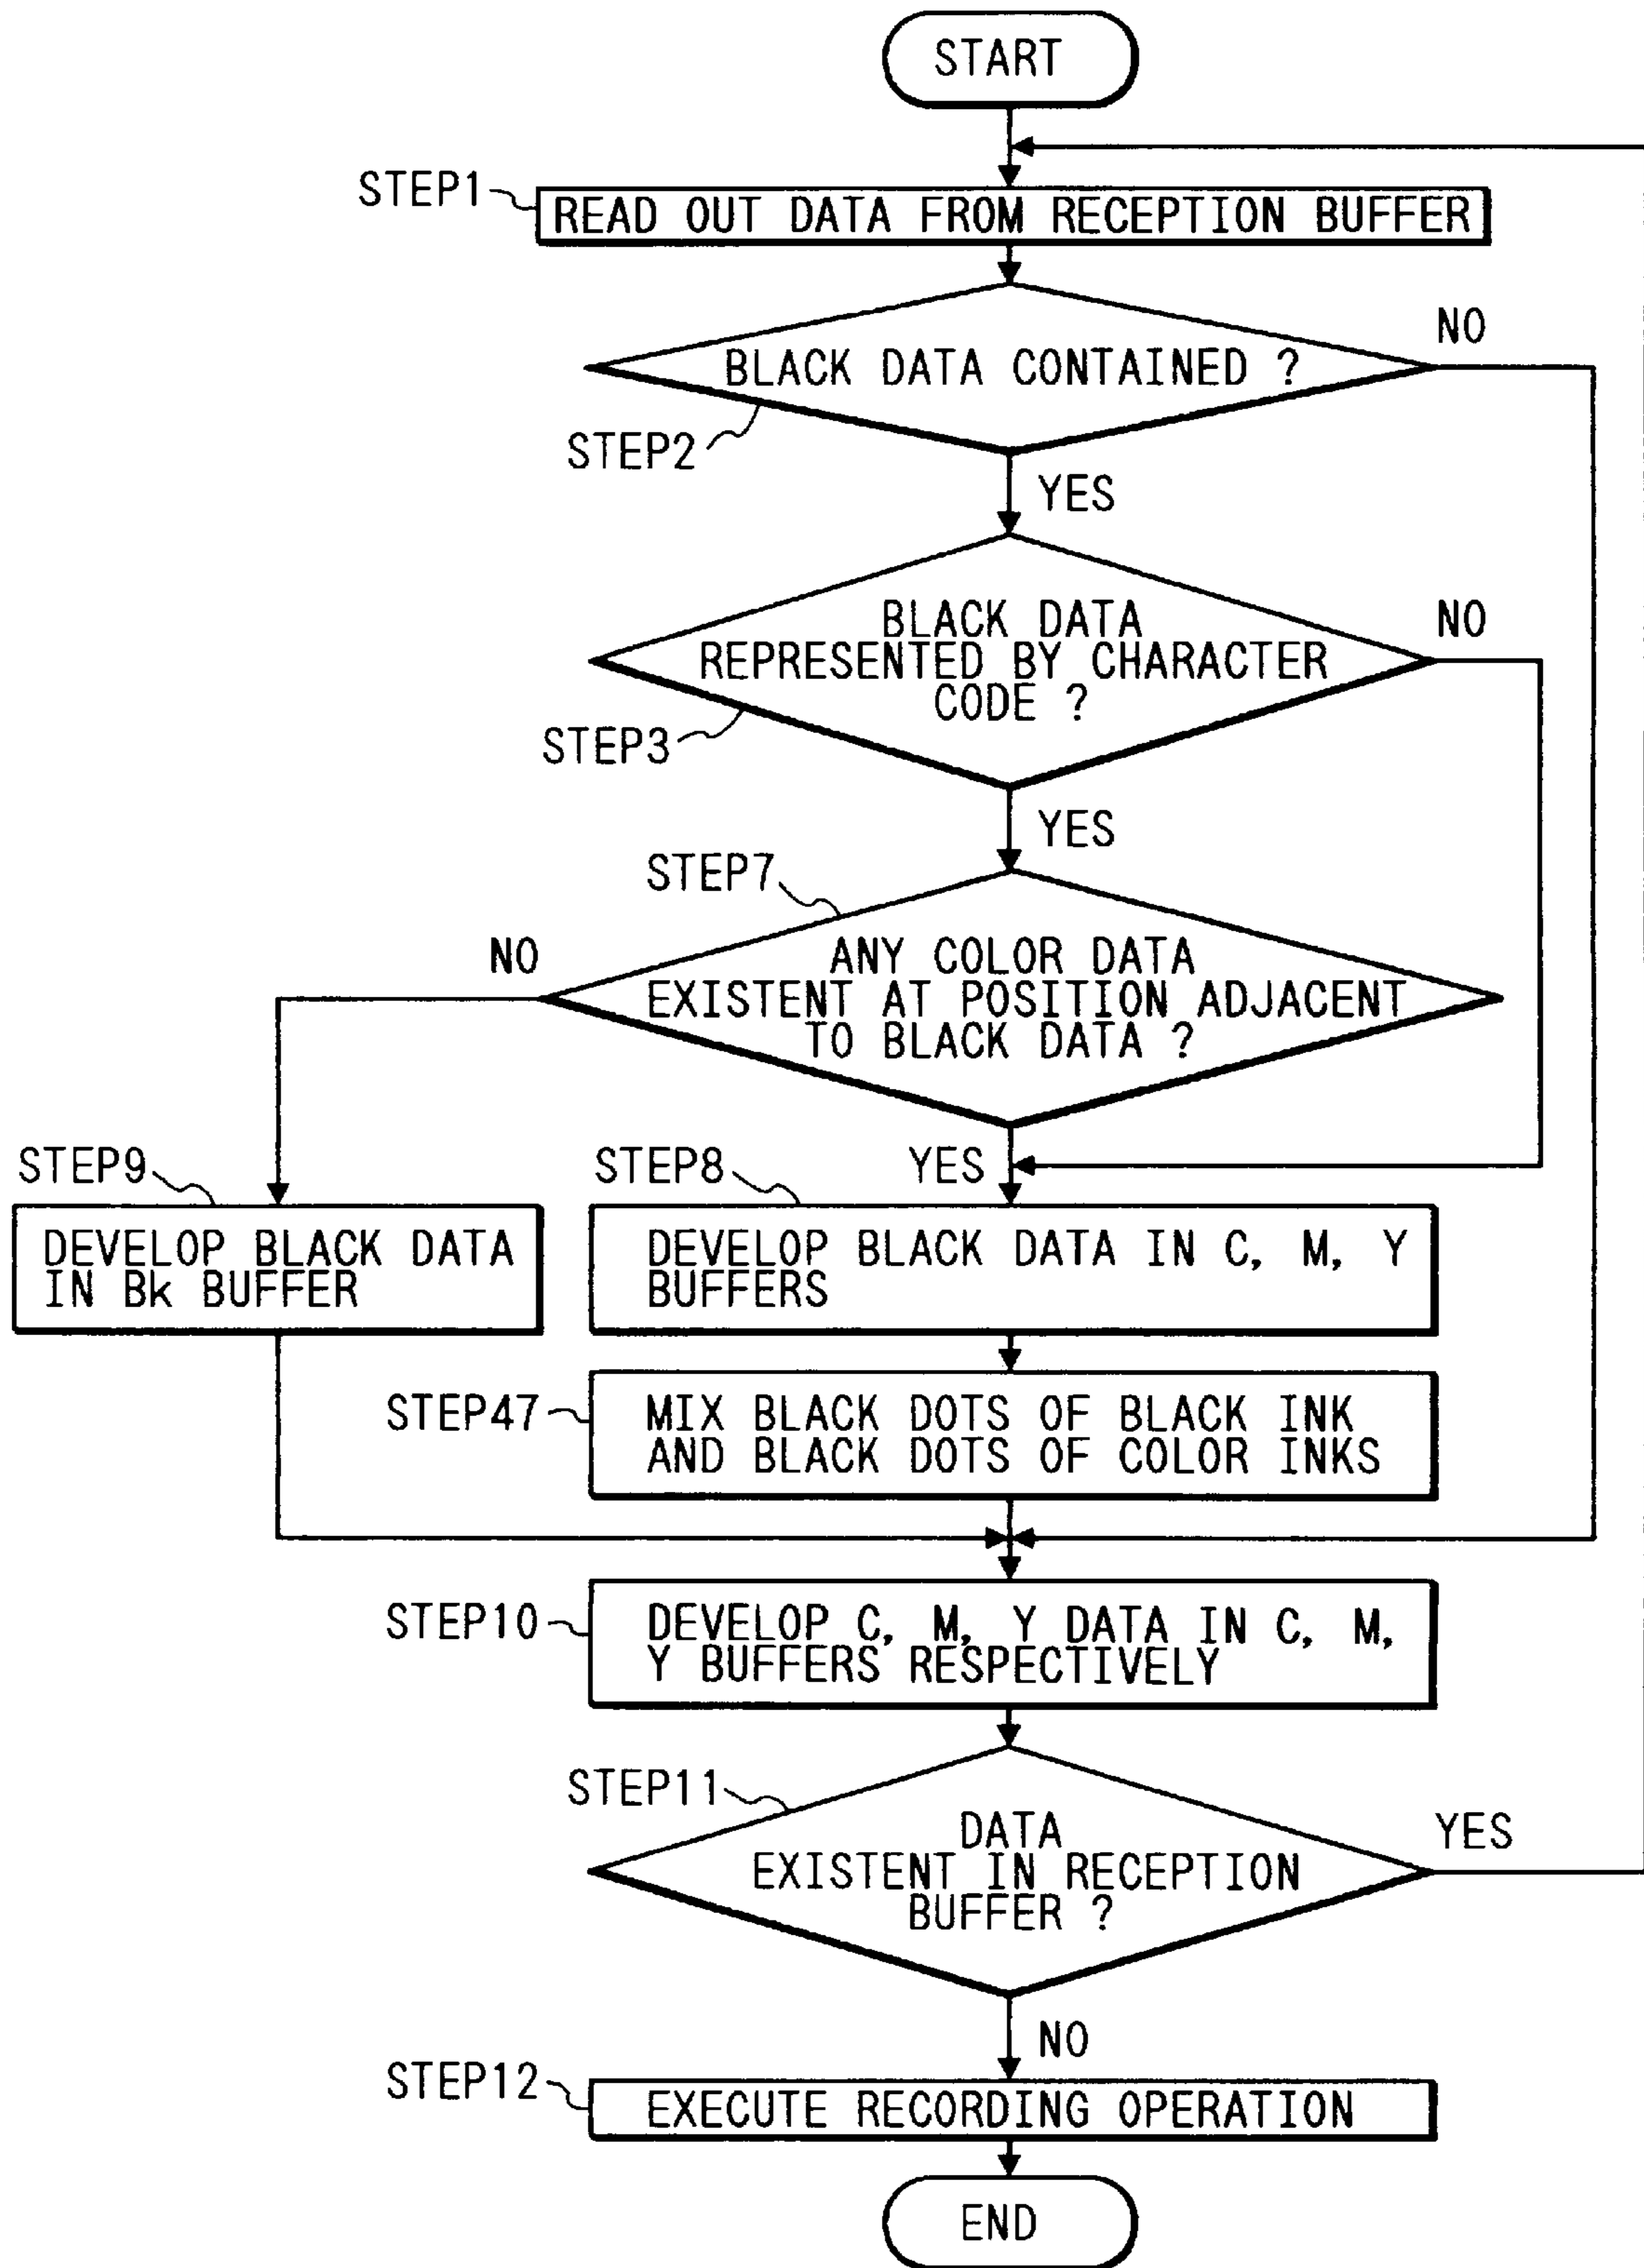 START
STEP1
READ OUT DATA FROM RECEPTION BUFFER
NO
BLACK DATA CONTAINED ?
STEP2
YES
BLACK DATA
REPRESENTED BY CHARACTER
CODE ?
NO
STEP3
YES
STEP7
NO
ANY COLOR DATA
EXISTENT AT POSITION ADJACENT
TO BLACK DATA ?
STEP9
STEP8
YES
DEVELOP BLACK DATA
IN Bk BUFFER
DEVELOP BLACK DATA IN C, M, Y
BUFFERS
STEP47
MIX BLACK DOTS OF BLACK INK
AND BLACK DOTS OF COLOR INKS
STEP10
DEVELOP C, M, Y DATA IN C, M,
Y BUFFERS RESPECTIVELY
STEP11
DATA
EXISTENT IN RECEPTION
BUFFER ?
YES
NO
STEP12
EXECUTE RECORDING OPERATION
END